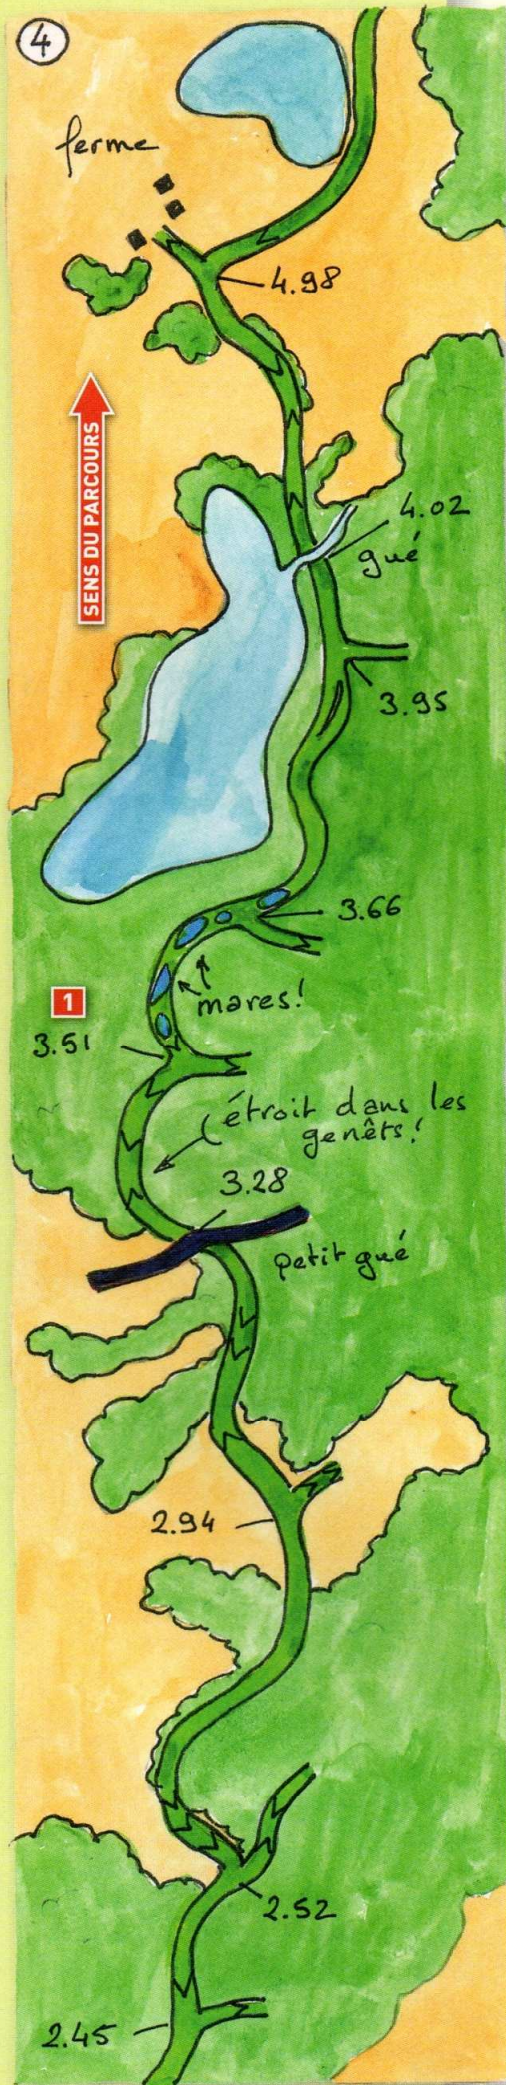 4
ferme
4.98
SENS DU PARCOURS
4.02
gué
3.95
3.66
mares!
1
3.51
étroit dans les
genêts!
3.28
petit gué
2.94
2.52
2.45